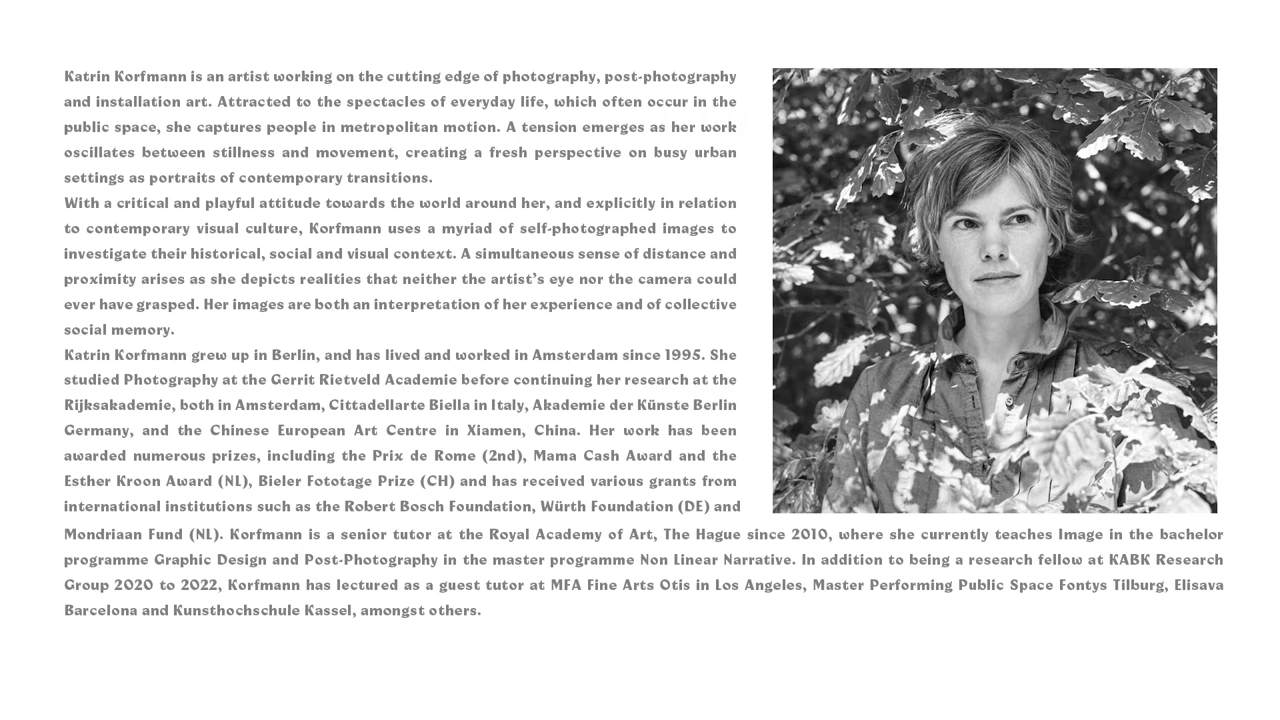 Katrin Korfmann is an artist working on the cutting edge of photography, post-photography
and installation art. Attracted to the spectacles of everyday life, which often occur in the
public space, she captures people in metropolitan motion. A tension emerges as her work
oscillates between stillness and movement, creating a fresh perspective on busy urban
settings as portraits of contemporary transitions.
With a critical and playful attitude towards the world around her, and explicitly in relation
to contemporary visual culture, Korfmann uses a myriad of self-photographed images to
investigate their historical, social and visual context. A simultaneous sense of distance and
proximity arises as she depicts realities that neither the artist's eye nor the camera could
ever have grasped. Her images are both an interpretation of her experience and of collective
social memory.
Katrin Korfmann grew up in Berlin, and has lived and worked in Amsterdam since 1995. She
studied Photography at the Gerrit Rietveld Academie before continuing her research at the
Rijksakademie, both in Amsterdam, Cittadellarte Biella in Italy, Akademie der Künste Berlin
Germany, and the Chinese European Art Centre in Xiamen, China. Her work has been
awarded numerous prizes, including the Prix de Rome (2nd), Mama Cash Award and the
Esther Kroon Award (NL), Bieler Fototage Prize (CH) and has received various grants from
international institutions such as the Robert Bosch Foundation, Würth Foundation (DE) and
Mondriaan Fund (NL). Korfmann is a senior tutor at the Royal Academy of Art, The Hague since 2010, where she currently teaches Image in the bachelor
programme Graphic Design and Post-Photography in the master programme Non Linear Narrative. In addition to being a research fellow at KABK Research
Group 2020 to 2022, Korfmann has lectured as a guest tutor at MFA Fine Arts Otis in Los Angeles, Master Performing Public Space Fontys Tilburg, Elisava
Barcelona and Kunsthochschule Kassel, amongst others.